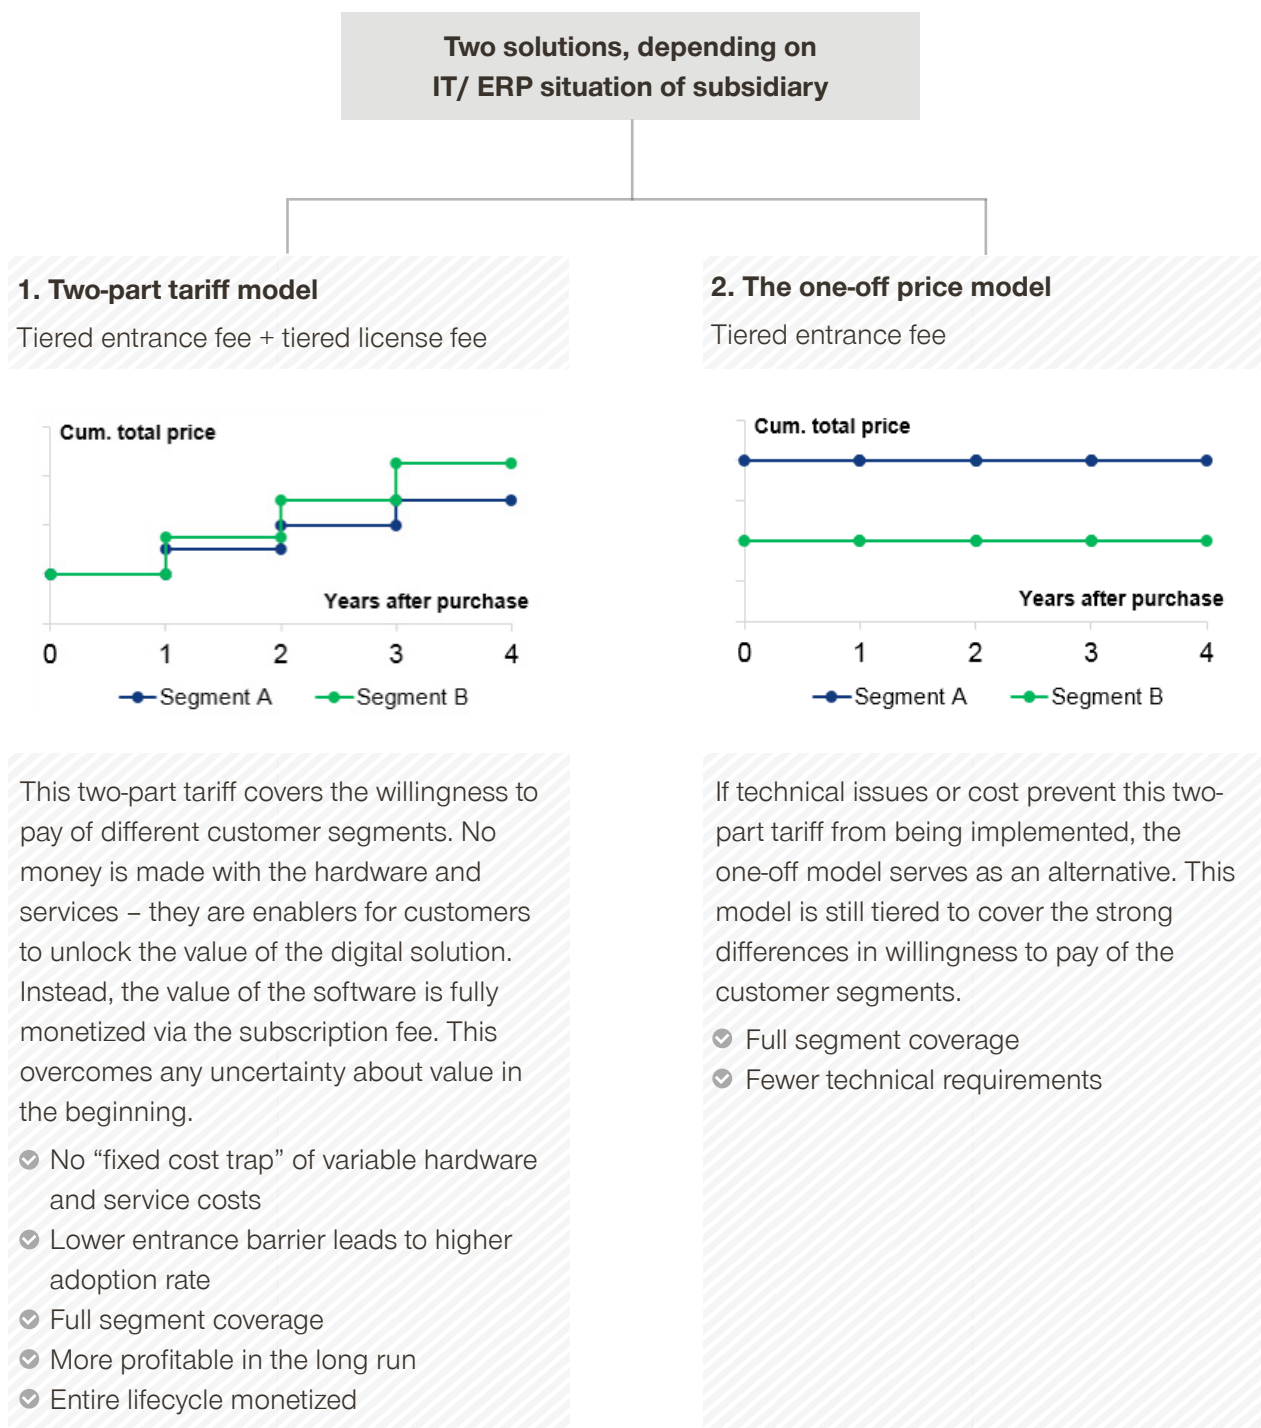 Two solutions, depending on
IT/ ERP situation of subsidiary
1. Two-part tariff model
Tiered entrance fee + tiered license fee
Cum. total price
Years after purchase
0 1 2 3 4
Segment A Segment B
This two-part tariff covers the willingness to
pay of different customer segments. No
money is made with the hardware and
services – they are enablers for customers
to unlock the value of the digital solution.
Instead, the value of the software is fully
monetized via the subscription fee. This
overcomes any uncertainty about value in
the beginning.
No “fixed cost trap” of variable hardware
and service costs
Lower entrance barrier leads to higher
adoption rate
Full segment coverage
More profitable in the long run
Entire lifecycle monetized
2. The one-off price model
Tiered entrance fee
Cum. total price
Years after purchase
0 1 2 3 4
Segment A Segment B
If technical issues or cost prevent this two-
part tariff from being implemented, the
one-off model serves as an alternative. This
model is still tiered to cover the strong
differences in willingness to pay of the
customer segments.
Full segment coverage
Fewer technical requirements